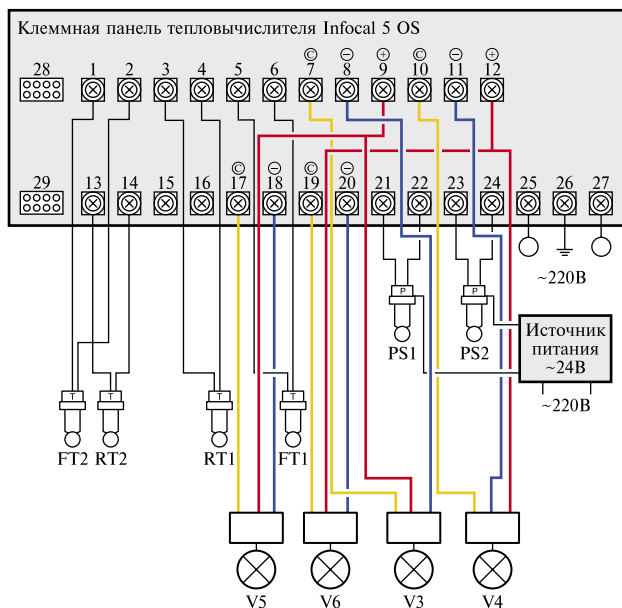 Клеммная панель тепловычислителя Infocal 5 OS
© − + © − +
28 1 2 3 4 5 6 7 8 9 10 11 12
© − © −
29 13 14 15 16 17 18 19 20 21 22 23 24 25 26 27
~220В
P P
PS1 PS2
Источник
питания
~24В
~220В
T T T T
FT2 RT2 RT1 FT1
V5 V6 V3 V4